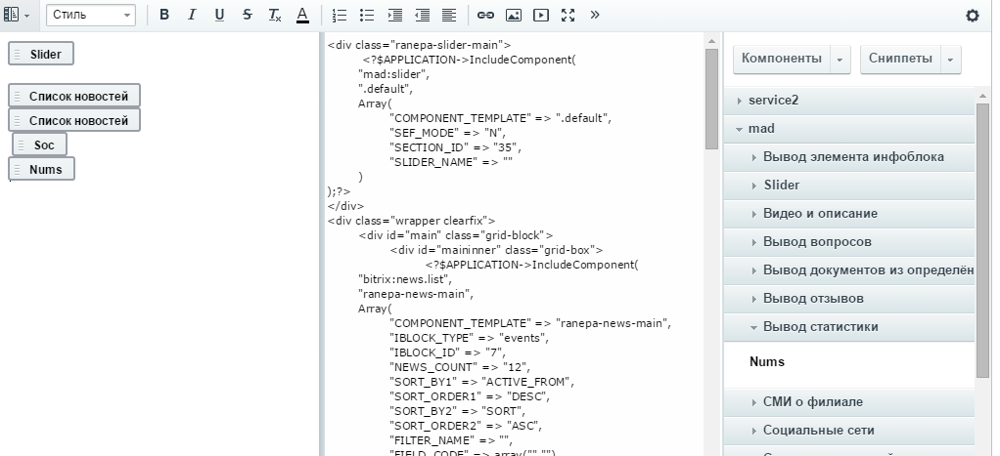 Стиль
B I U S Tx A
Slider
Список новостей
Список новостей
Soc
Nums
<div class="ranepa-slider-main">
<?$APPLICATION->IncludeComponent(
"mad:slider",
".default",
Array(
"COMPONENT_TEMPLATE" => ".default",
"SEF_MODE" => "N",
"SECTION_ID" => "35",
"SLIDER_NAME" => ""
)
);?>
</div>
<div class="wrapper clearfix">
<div id="main" class="grid-block">
<div id="maininner" class="grid-box">
<?$APPLICATION->IncludeComponent(
"bitrix:news.list",
"ranepa-news-main",
Array(
"COMPONENT_TEMPLATE" => "ranepa-news-main",
"IBLOCK_TYPE" => "events",
"IBLOCK_ID" => "7",
"NEWS_COUNT" => "12",
"SORT_BY1" => "ACTIVE_FROM",
"SORT_ORDER1" => "DESC",
"SORT_BY2" => "SORT",
"SORT_ORDER2" => "ASC",
"FILTER_NAME" => "",
"FIELD_CODE" => array("","")
Компоненты
Сниппеты
service2
mad
Вывод элемента инфоблока
Slider
Видео и описание
Вывод вопросов
Вывод документов из определён
Вывод отзывов
Вывод статистики
Nums
СМИ о филиале
Социальные сети